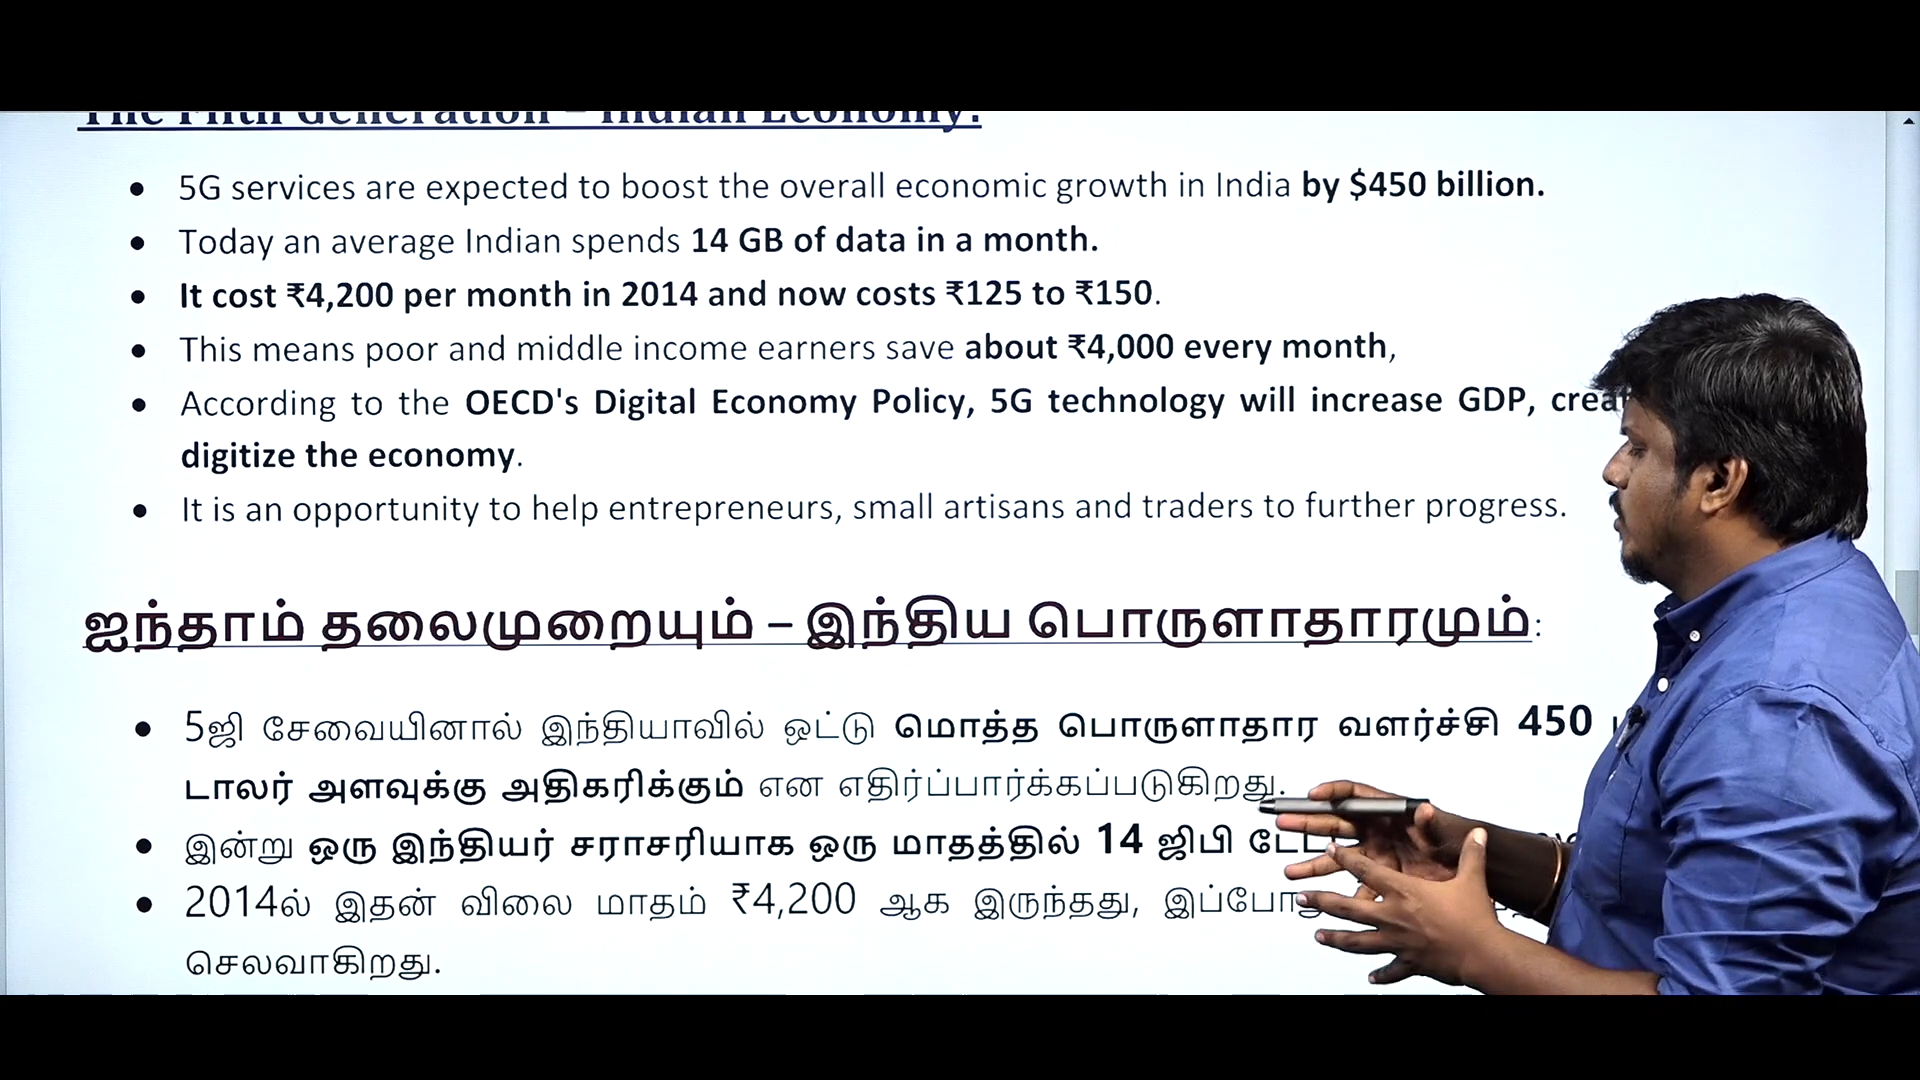 The Fifth Generation – Indian Economy:
• 5G services are expected to boost the overall economic growth in India by $450 billion.
• Today an average Indian spends 14 GB of data in a month.
• It cost ₹4,200 per month in 2014 and now costs ₹125 to ₹150.
• This means poor and middle income earners save about ₹4,000 every month,
• According to the OECD's Digital Economy Policy, 5G technology will increase GDP,
digitize the economy.
• It is an opportunity to help entrepreneurs, small artisans and traders to further progress.
ஐந்தாம் தலைமுறையும் – இந்திய பொருளாதாரமும்:
• 5ஜி சேவையினால் இந்தியாவில் ஒட்டு மொத்த பொருளாதார வளர்ச்சி 450
டாலர் அளவுக்கு அதிகரிக்கும் என எதிர்ப்பார்க்கப்படுகிறது.
• இன்று ஒரு இந்தியர் சராசரியாக ஒரு மாதத்தில் 14 ஜிபி
• 2014ல் இதன் விலை மாதம் ₹4,200 ஆக இருந்தது,
செலவாகிறது.